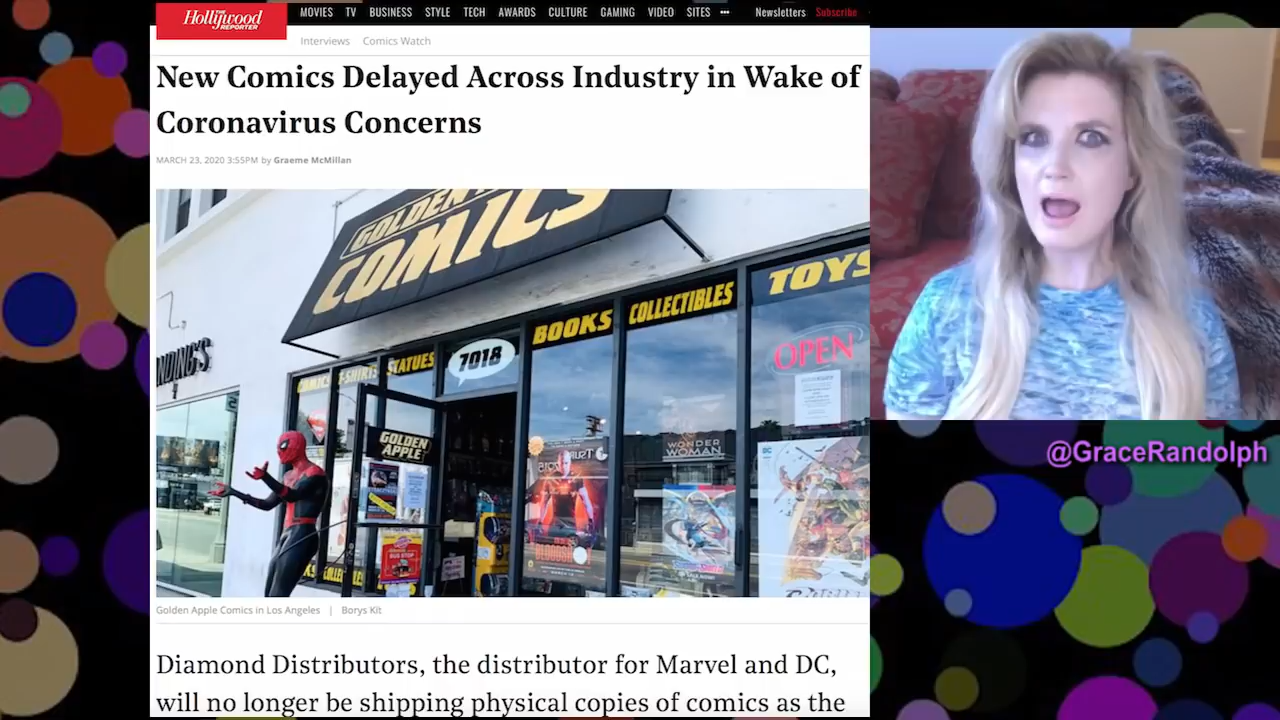 THE
Hollywood
REPORTER
MOVIES TV BUSINESS STYLE TECH AWARDS CULTURE GAMING VIDEO SITES ••• Newsletters Subscribe
Interviews Comics Watch
New Comics Delayed Across Industry in Wake of
Coronavirus Concerns
MARCH 23, 2020 3:55PM by Graeme McMillan
GOLDEN
COMICS
BOOKS
COLLECTIBLES
TOYS
COMICS
T-SHIRTS
STATUES
7018
OPEN
GOLDEN
APPLE
WONDER
WOMAN
BLOODSHOT
Golden Apple Comics in Los Angeles | Borys Kit
Diamond Distributors, the distributor for Marvel and DC,
will no longer be shipping physical copies of comics as the
@GraceRandolph